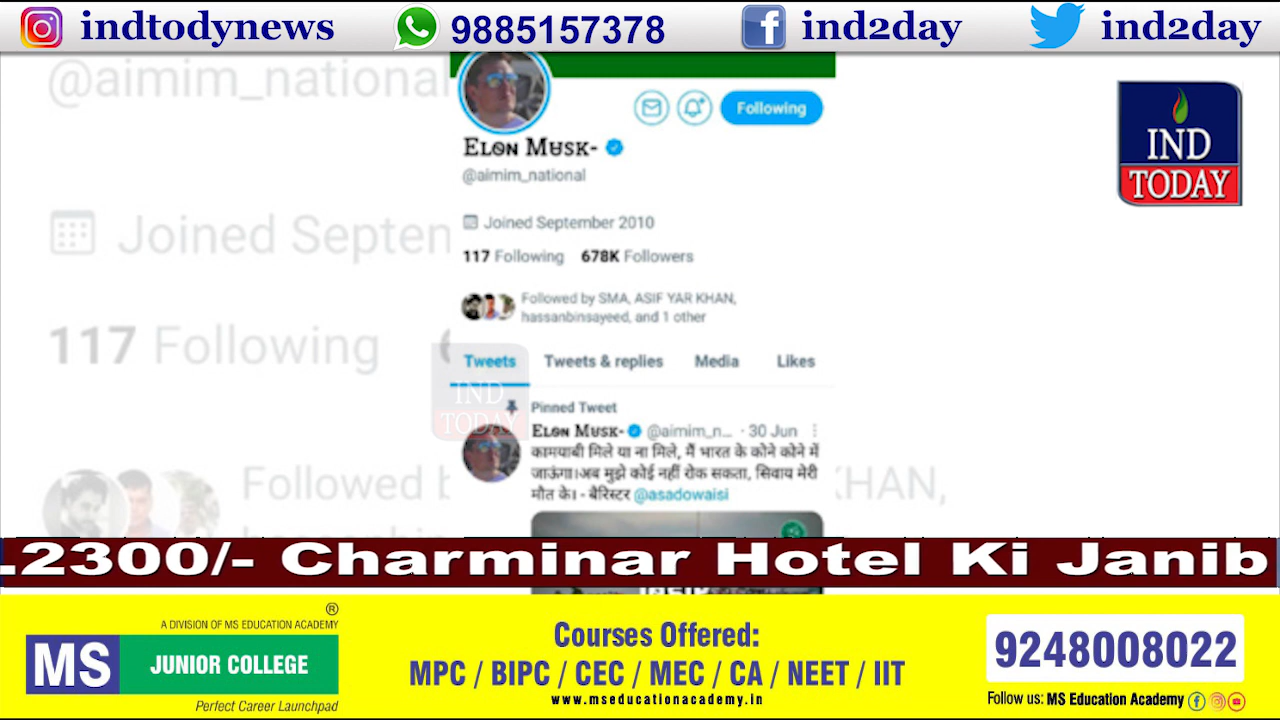 indtodynews
9885157378
ind2day
ind2day
@aimim_national
Joined Septen
117 Following
Followed b
KHAN,
Following
Elon Musk-
@aimim_national
Joined September 2010
117 Following 678K Followers
Followed by SMA, ASIF YAR KHAN,
hassanbinsayeed, and 1 other
Tweets Tweets & replies Media Likes
Pinned Tweet
Elon Musk- @aimim_n... · 30 Jun
कामयाबी मिले या ना मिले, मैं भारत के कोने कोने में
जाऊंगा।अब मुझे कोई नहीं रोक सकता, सिवाय मेरी
मौत के। - बैरिस्टर @asadowaisi
IND
TODAY
IND
TODAY
.2300/- Charminar Hotel Ki Janib
®
A DIVISION OF MS EDUCATION ACADEMY
MS JUNIOR COLLEGE
Perfect Career Launchpad
Courses Offered:
MPC / BIPC / CEC / MEC / CA / NEET / IIT
www.mseducationacademy.in
9248008022
Follow us: MS Education Academy